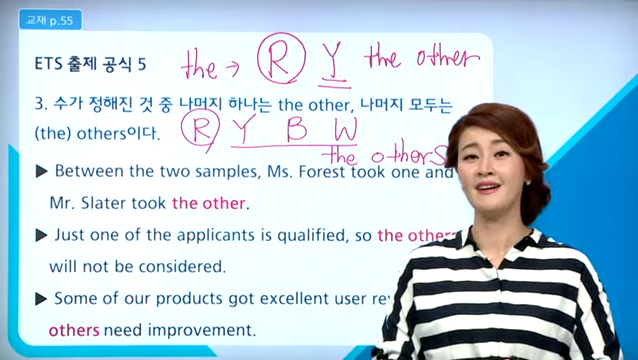 교재 p.55
ETS 출제 공식 5
the → R Y the other
3. 수가 정해진 것 중 나머지 하나는 the other, 나머지 모두는
(the) others이다.
R Y B W
the others
▶ Between the two samples, Ms. Forest took one and
Mr. Slater took the other.
▶ Just one of the applicants is qualified, so the others
will not be considered.
▶ Some of our products got excellent user
others need improvement.